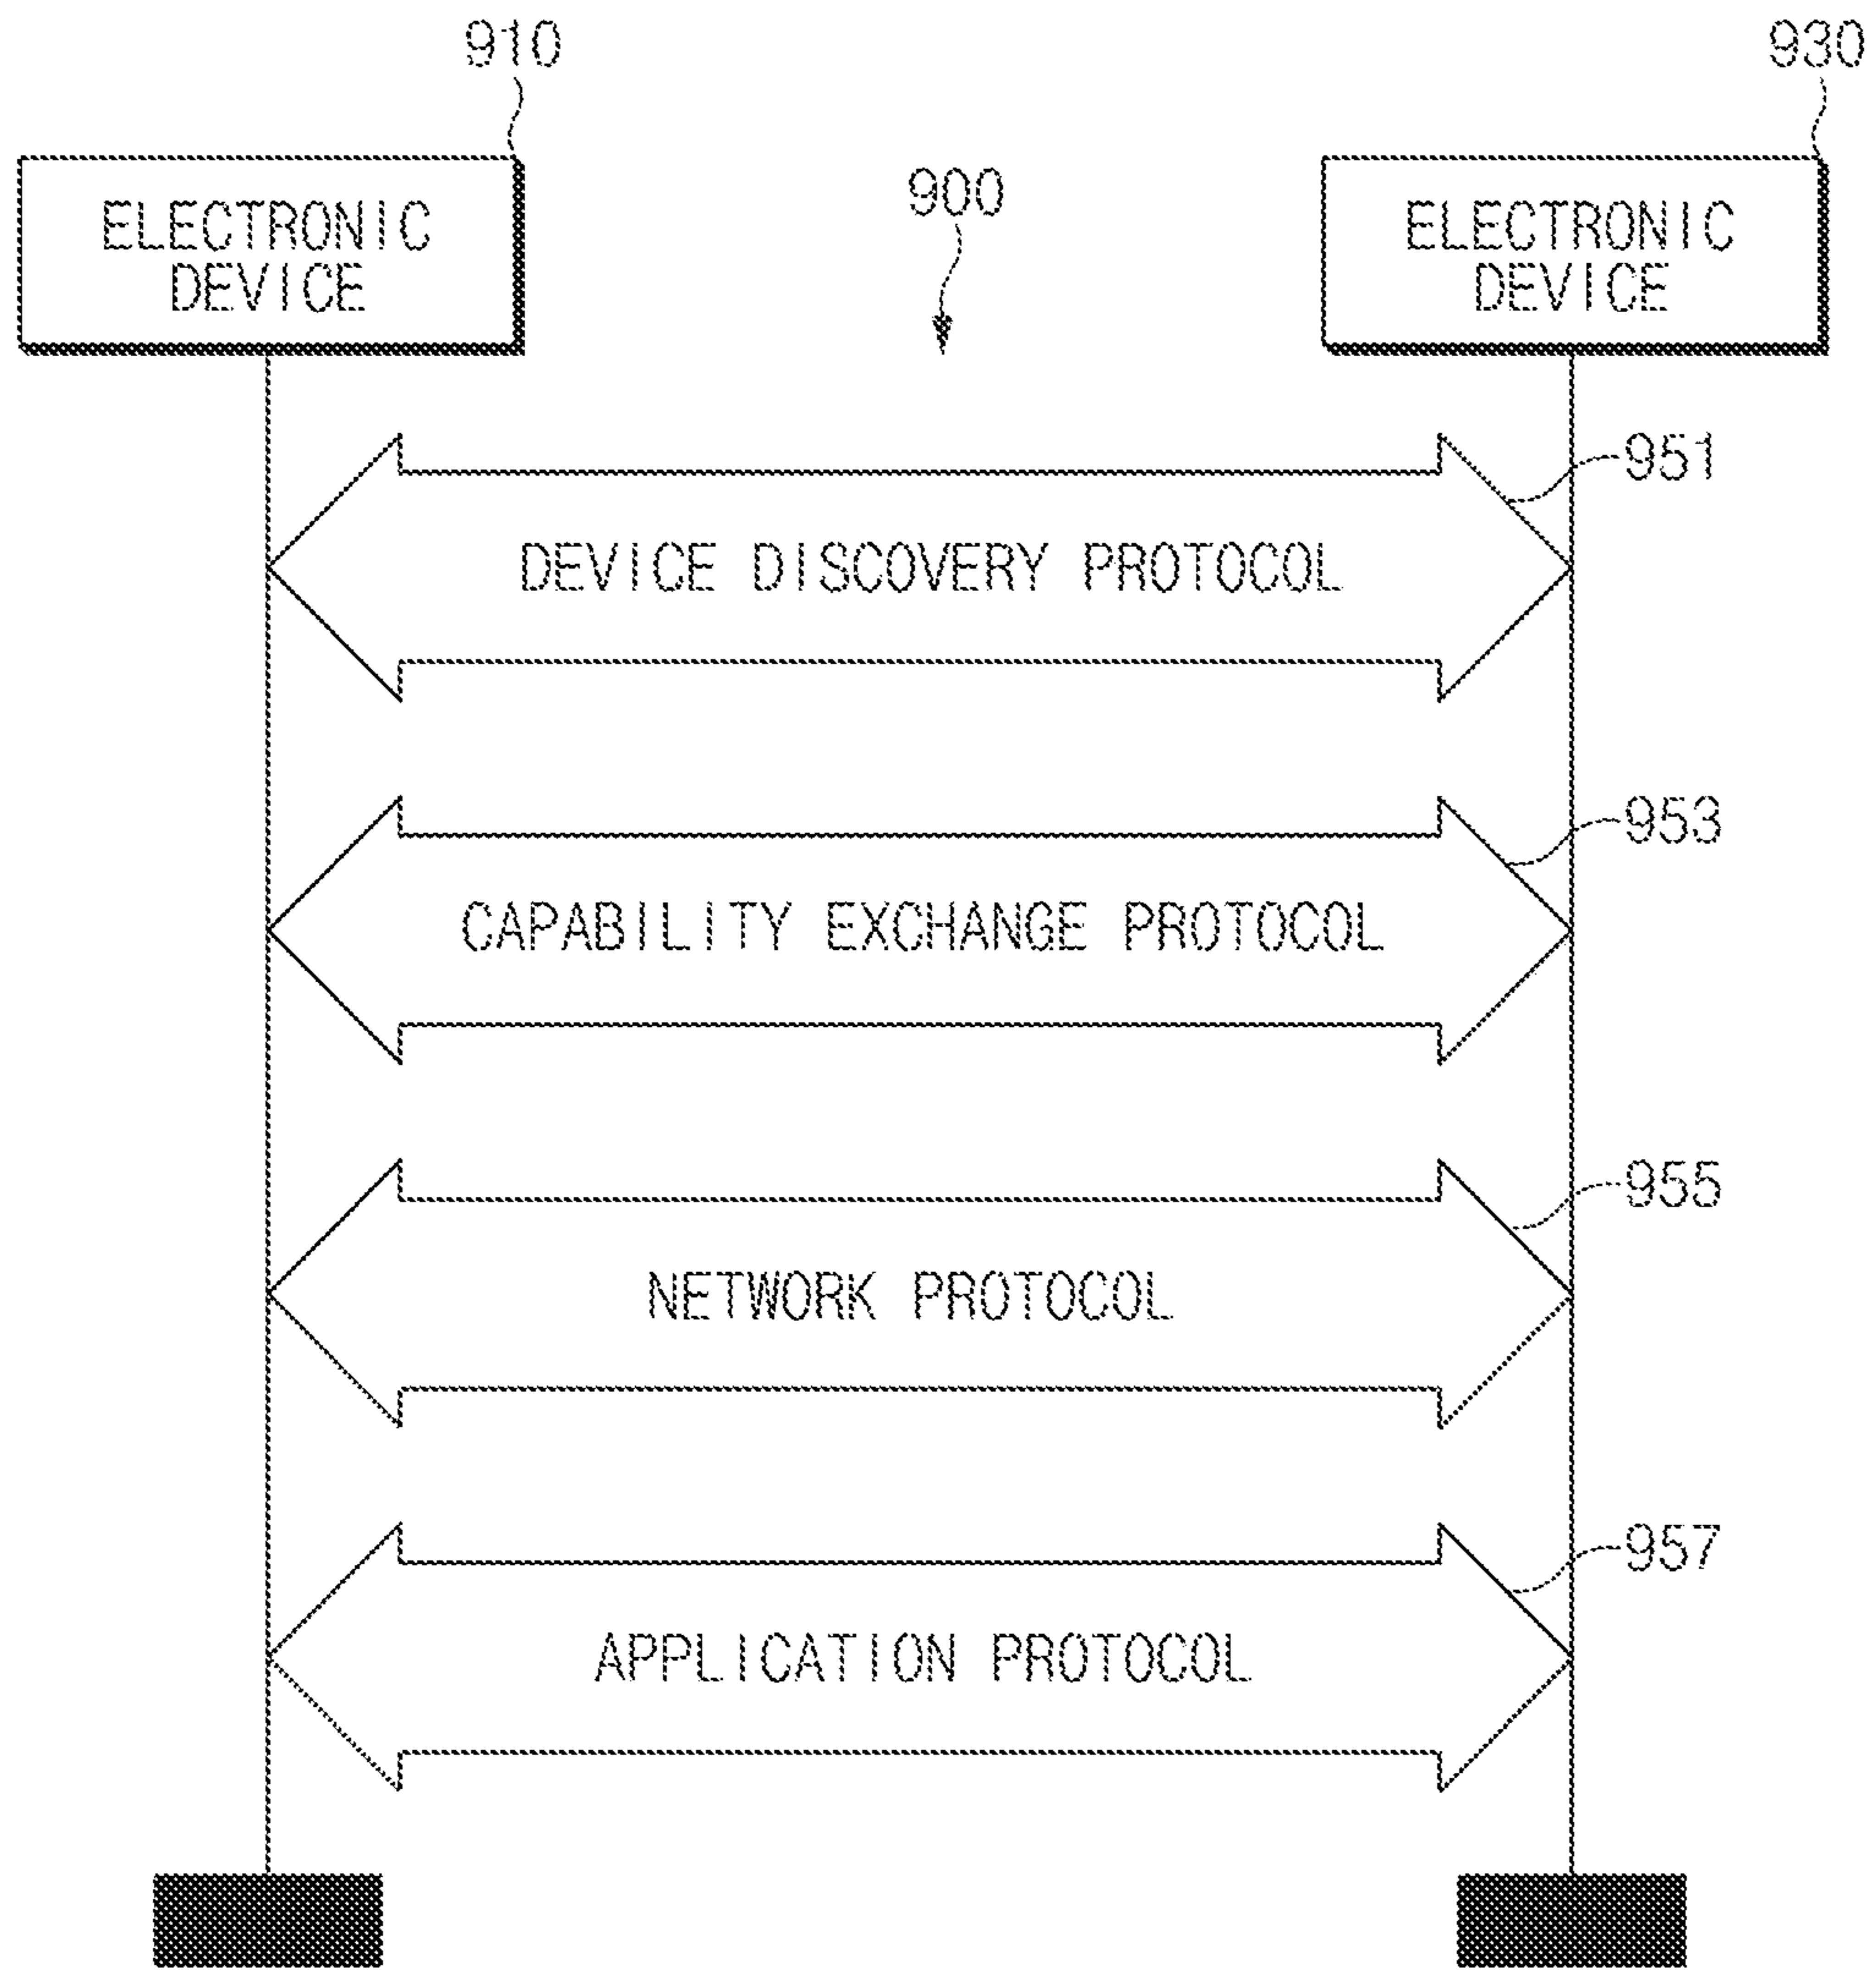 910
930
ELECTRONIC
DEVICE
900
ELECTRONIC
DEVICE
951
DEVICE DISCOVERY PROTOCOL
953
CAPABILITY EXCHANGE PROTOCOL
955
NETWORK PROTOCOL
957
APPLICATION PROTOCOL